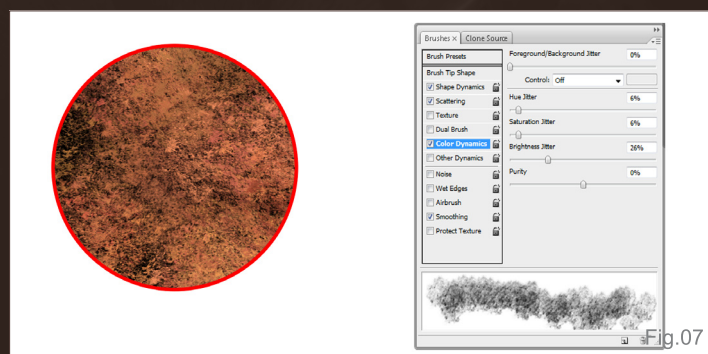 Brushes × Clone Source
Brush Presets
Brush Tip Shape
Shape Dynamics
Scattering
Texture
Dual Brush
Color Dynamics
Other Dynamics
Noise
Wet Edges
Airbrush
Smoothing
Protect Texture
Foreground/Background Jitter 0%
Control: Off
Hue Jitter 6%
Saturation Jitter 6%
Brightness Jitter 26%
Purity 0%
Fig.07